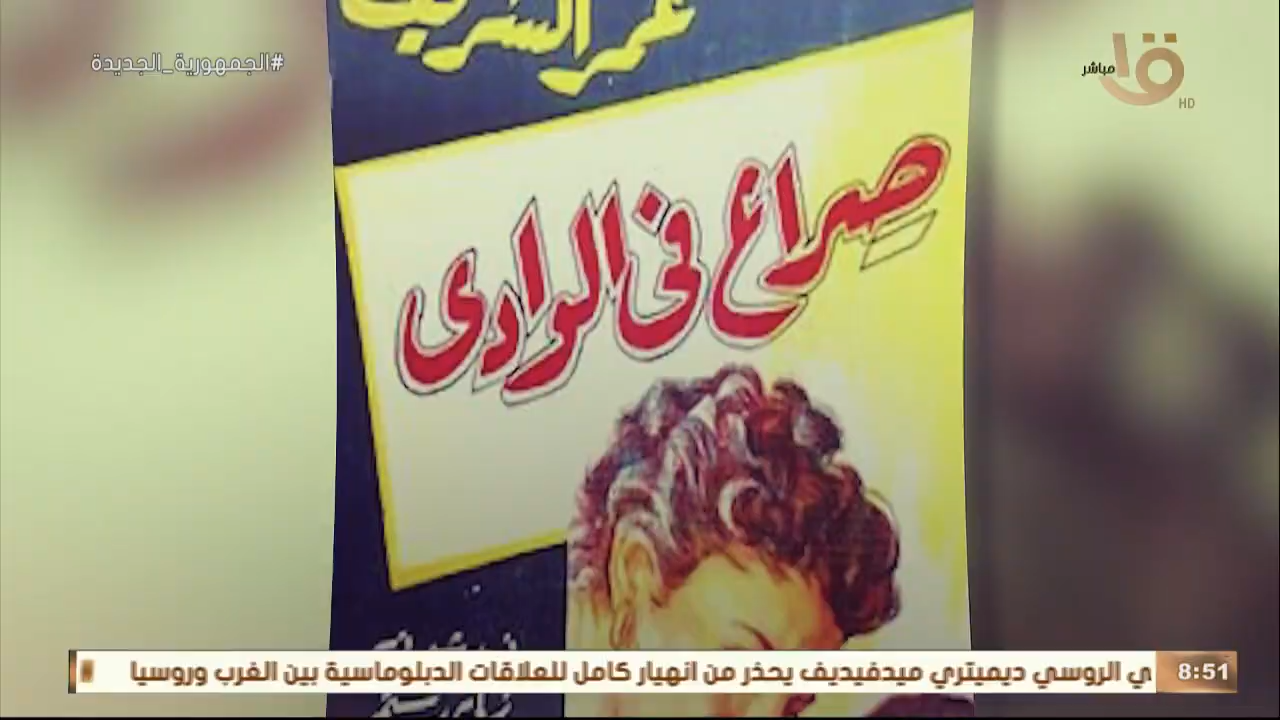 عمر الشريف
#الجمهورية_الجديدة
مباشر
HD
صراع فى الوادى
ي الروسي ديميتري ميدفيديف يحذر من انهيار كامل للعلاقات الدبلوماسية بين الغرب وروسيا
8:51